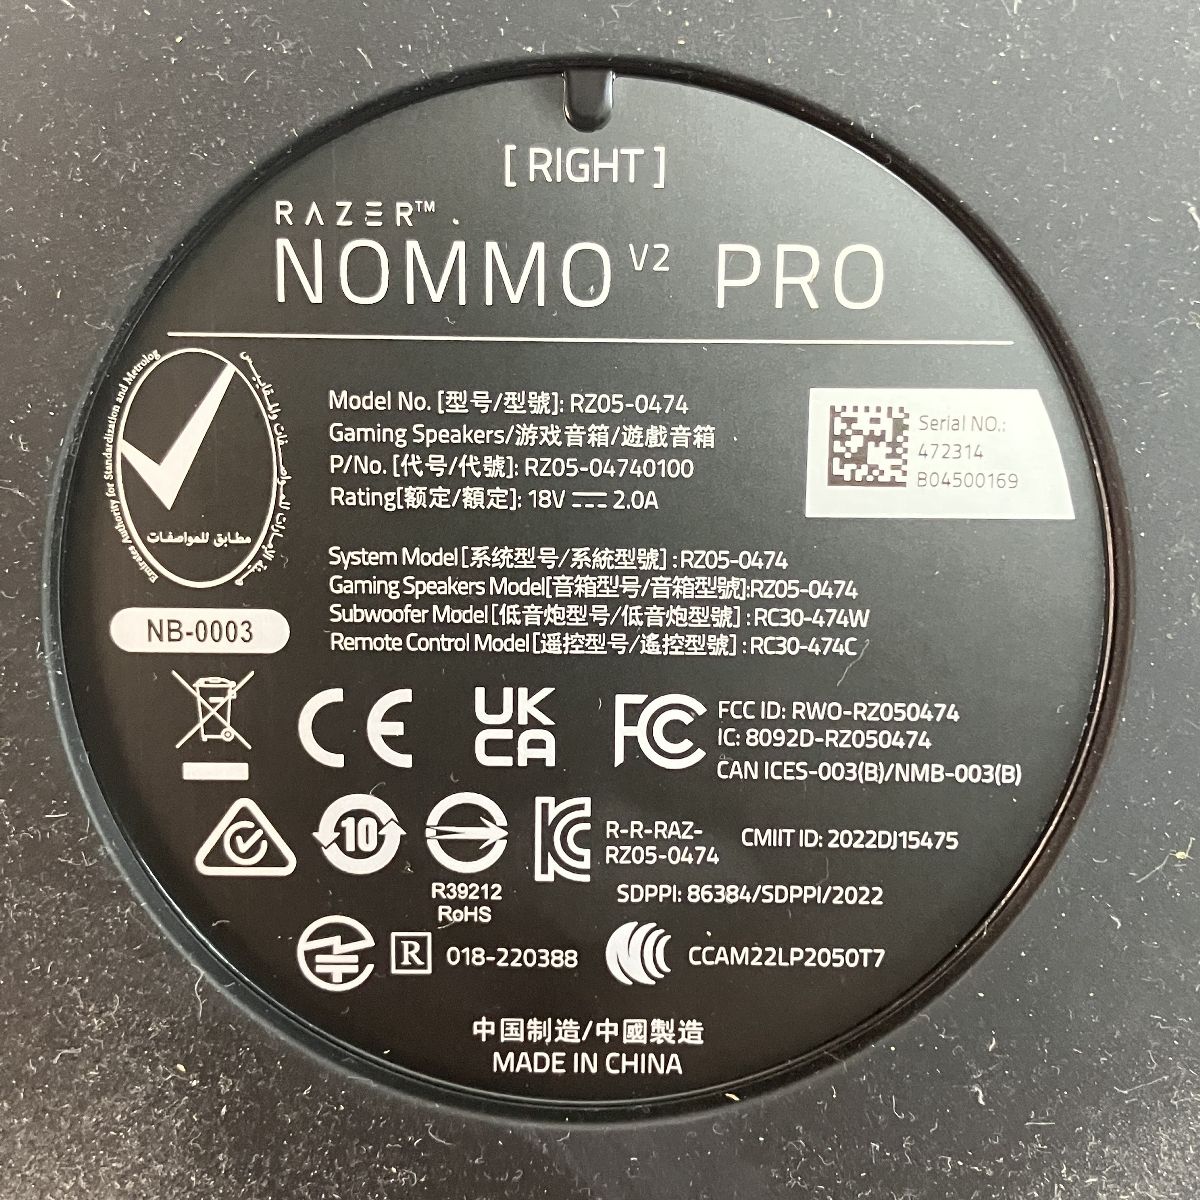 [ RIGHT ]
RAZER™
NOMMO V2 PRO
Emirates Authority for Standardization and Metrolog
مطابق للمواصفات
NB-0003
Model No. [型号/型號]: RZ05-0474
Gaming Speakers/游戏音箱/遊戲音箱
P/No. [代号/代號]: RZ05-04740100
Rating[额定/額定]: 18V ⎓ 2.0A
Serial NO.:
472314
B04500169
System Model[系统型号/系統型號] :RZ05-0474
Gaming Speakers Model[音箱型号/音箱型號]:RZ05-0474
Subwoofer Model [低音炮型号/低音炮型號] : RC30-474W
Remote Control Model [遥控型号/遙控型號] : RC30-474C
CE
UK
CA
FC
FCC ID: RWO-RZ050474
IC: 8092D-RZ050474
CAN ICES-003(B)/NMB-003(B)
10
R39212
RoHS
R-R-RAZ-
RZ05-0474
CMIIT ID: 2022DJ15475
SDPPI: 86384/SDPPI/2022
R 018-220388
CCAM22LP2050T7
中国制造/中國製造
MADE IN CHINA